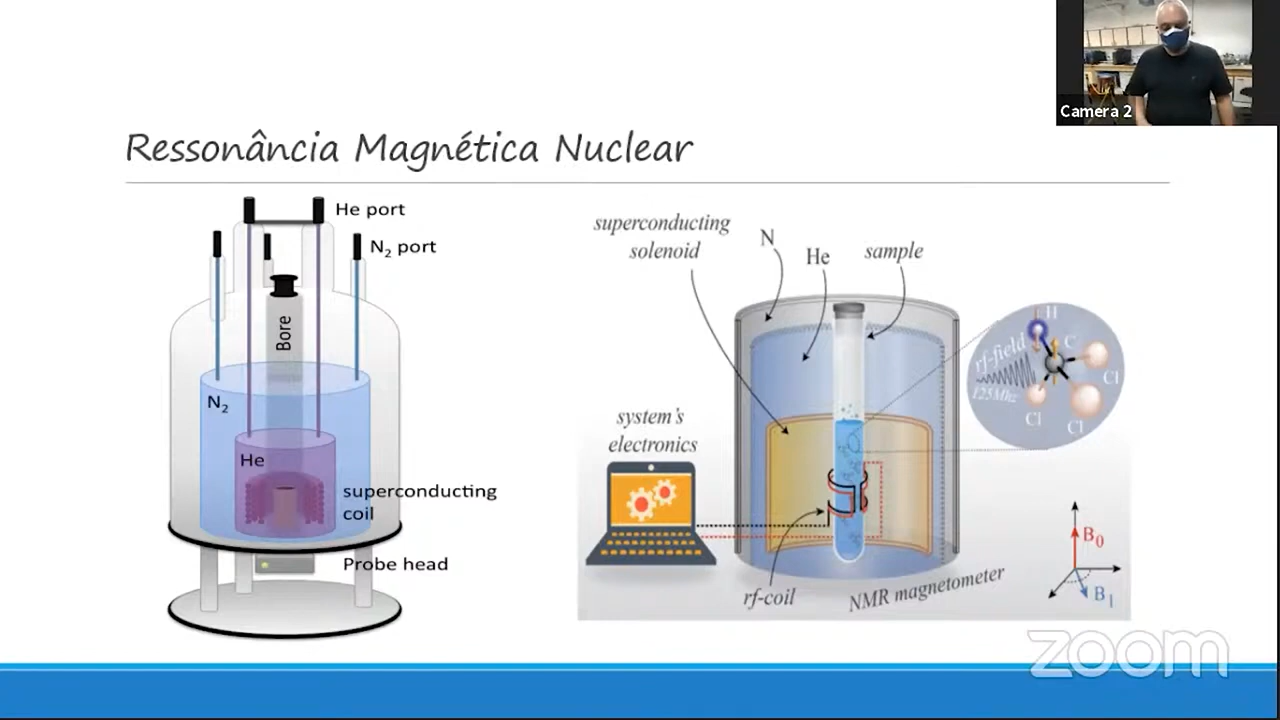 Camera 2
Ressonância Magnética Nuclear
He port
N₂ port
Bore
N₂
He
superconducting
coil
Probe head
superconducting
solenoid
N
He
sample
system's
electronics
rf-coil
NMR magnetometer
H
C
rf-field
125Mhz
Cl
Cl
Cl
B₀
B₁
zoom